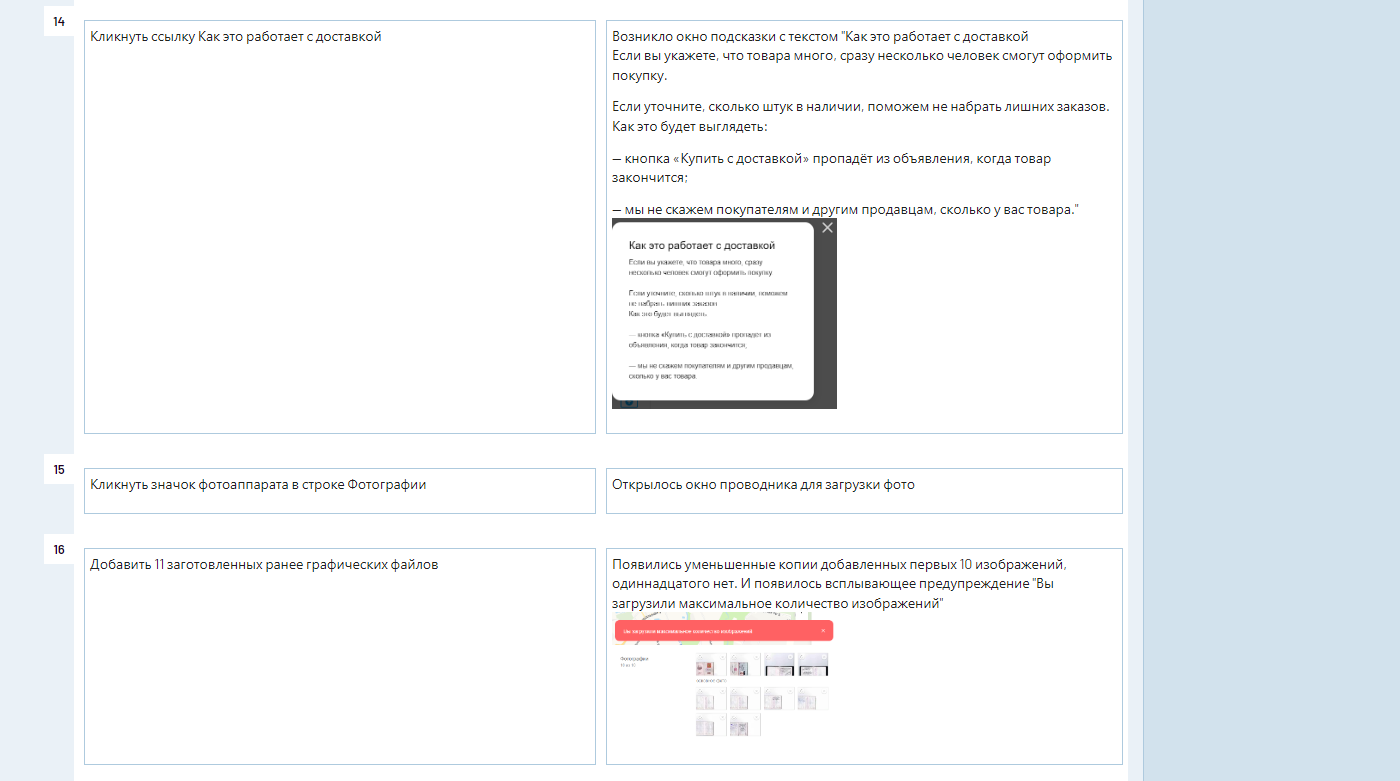 14
Кликнуть ссылку Как это работает с доставкой
Возникло окно подсказки с текстом "Как это работает с доставкой
Если вы укажете, что товара много, сразу несколько человек смогут оформить
покупку.
Если уточните, сколько штук в наличии, поможем не набрать лишних заказов.
Как это будет выглядеть:
— кнопка «Купить с доставкой» пропадёт из объявления, когда товар
закончится;
— мы не скажем покупателям и другим продавцам, сколько у вас товара."
Как это работает с доставкой
Если вы укажете, что товара много, сразу
несколько человек смогут оформить покупку
Если уточните, сколько штук в наличии, поможем
не набрать лишних заказов
Как это будет выглядеть
— кнопка «Купить с доставкой» пропадёт из
объявления, когда товар закончится;
— мы не скажем покупателям и другим продавцам,
сколько у вас товара.
15
Кликнуть значок фотоаппарата в строке Фотографии
Открылось окно проводника для загрузки фото
16
Добавить 11 заготовленных ранее графических файлов
Появились уменьшенные копии добавленных первых 10 изображений,
одиннадцатого нет. И появилось всплывающее предупреждение "Вы
загрузили максимальное количество изображений"
Вы загрузили максимальное количество изображений
Фотографии
10 из 10